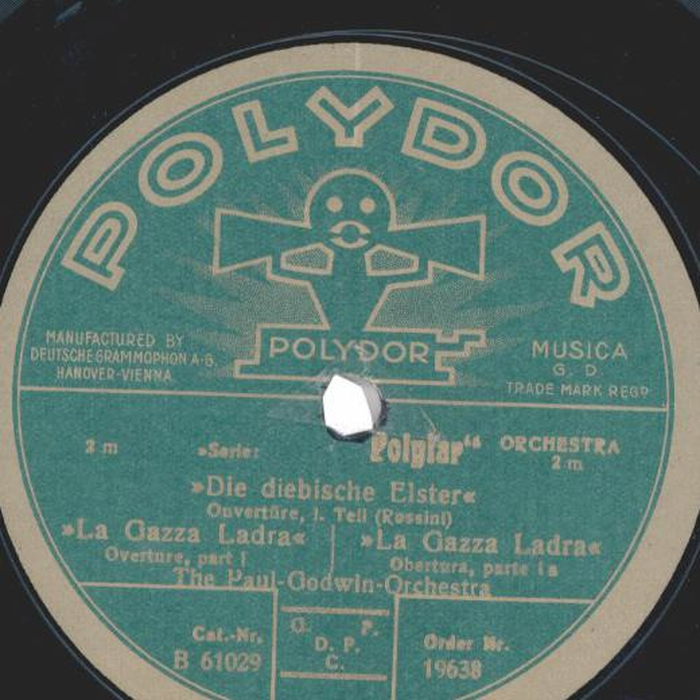 POLYDOR
POLYDOR
MANUFACTURED BY
DEUTSCHE GRAMMOPHON A-G.
HANOVER-VIENNA
MUSICA
G. D.
TRADE MARK REGD
2 m
»Serie:
Polyfar“
ORCHESTRA
2 m
»Die diebische Elster«
Ouvertüre, I. Teil (Rossini)
»La Gazza Ladra«
Overture, part I
»La Gazza Ladra«
Obertura, parte Ia
The Paul-Godwin-Orchestra
Cat.-Nr.
B 61029
G. P.
D. P.
C.
Order Nr.
19638